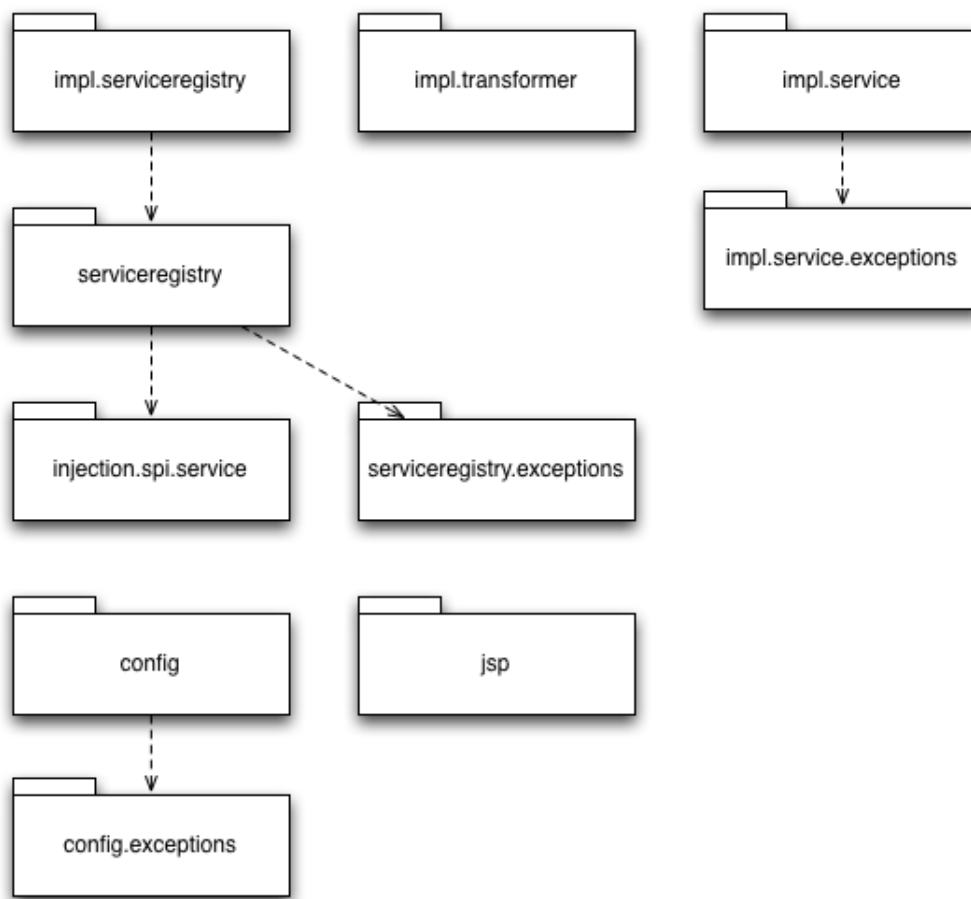 impl.serviceregistry
impl.transformer
impl.service
serviceregistry
impl.service.exceptions
injection.spi.service
serviceregistry.exceptions
config
jsp
config.exceptions